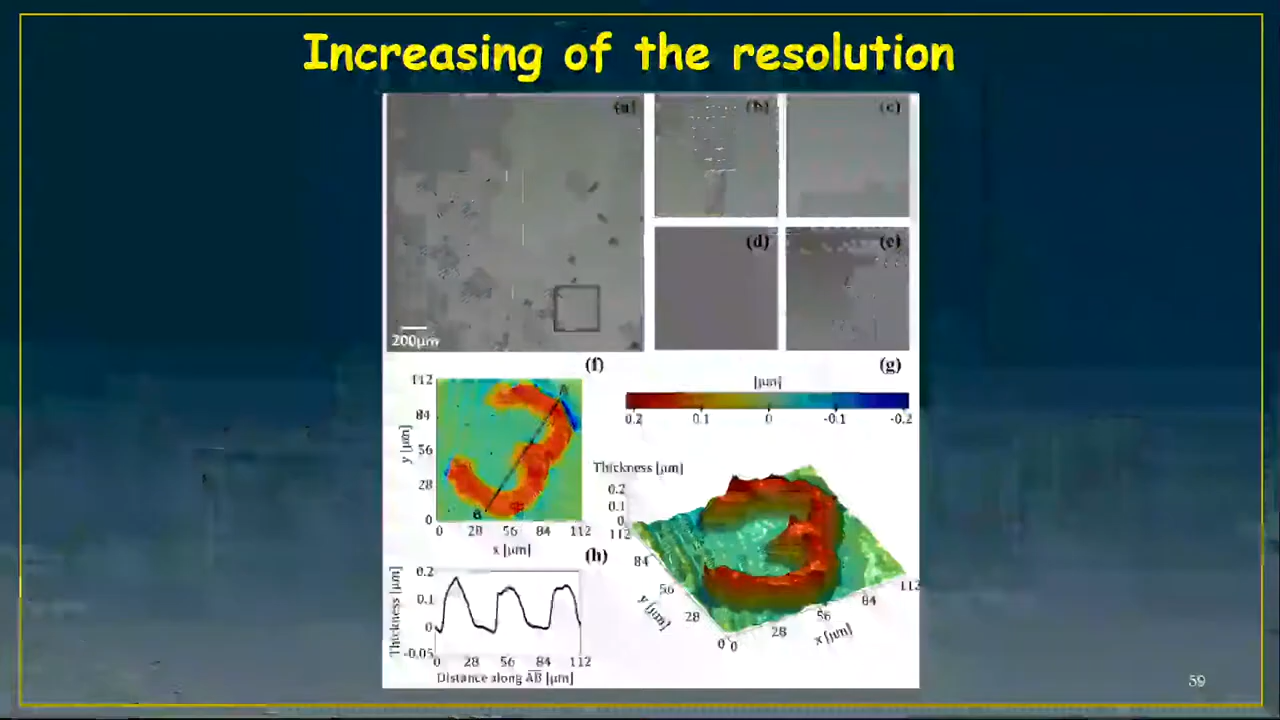 Increasing of the resolution
(a)
(b)
(c)
(d)
(e)
200μm
(f)
(g)
112
84
56
28
0
y [μm]
A
B
0 28 56 84 112
x [μm]
[μm]
0.2 0.1 0 -0.1 -0.2
Thickness [μm]
0.2
0.1
0
112
84
56
28
0
y [μm]
0
28
56
84
112
x [μm]
(h)
Thickness [μm]
0.2
0.1
0
-0.05
0 28 56 84 112
Distance along AB [μm]
59